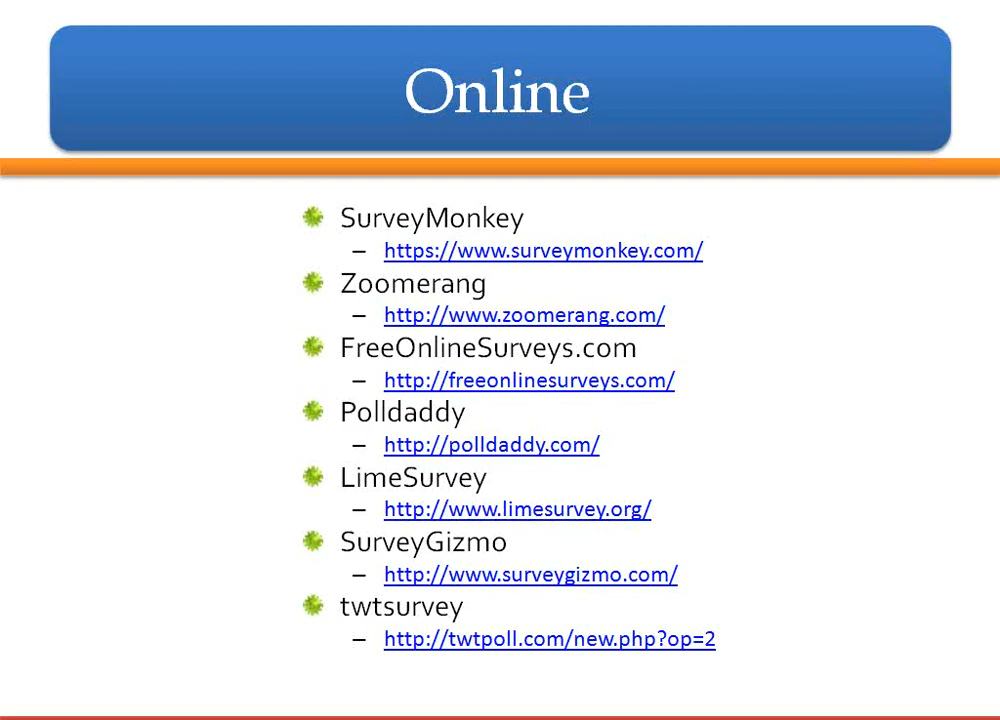 Online
SurveyMonkey
– https://www.surveymonkey.com/
Zoomerang
– http://www.zoomerang.com/
FreeOnlineSurveys.com
– http://freeonlinesurveys.com/
Polldaddy
– http://polldaddy.com/
LimeSurvey
– http://www.limesurvey.org/
SurveyGizmo
– http://www.surveygizmo.com/
twtsurvey
– http://twtpoll.com/new.php?op=2